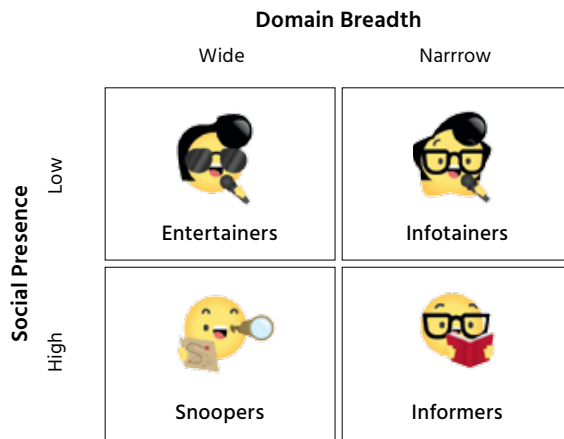 Domain Breadth
Wide Narrrow
Low
Entertainers Infotainers
Social Presence
High
Snoopers Informers